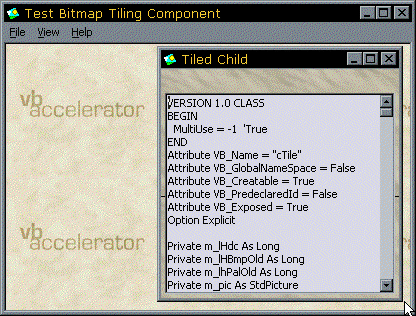 Test Bitmap Tiling Component
File View Help
Tiled Child
vb
accelerator
vb
accelerator
VERSION 1.0 CLASS
BEGIN
  MultiUse = -1  'True
END
Attribute VB_Name = "cTile"
Attribute VB_GlobalNameSpace = False
Attribute VB_Creatable = True
Attribute VB_PredeclaredId = False
Attribute VB_Exposed = True
Option Explicit

Private m_lHdc As Long
Private m_lHBmpOld As Long
Private m_lhPalOld As Long
Private m_pic As StdPicture